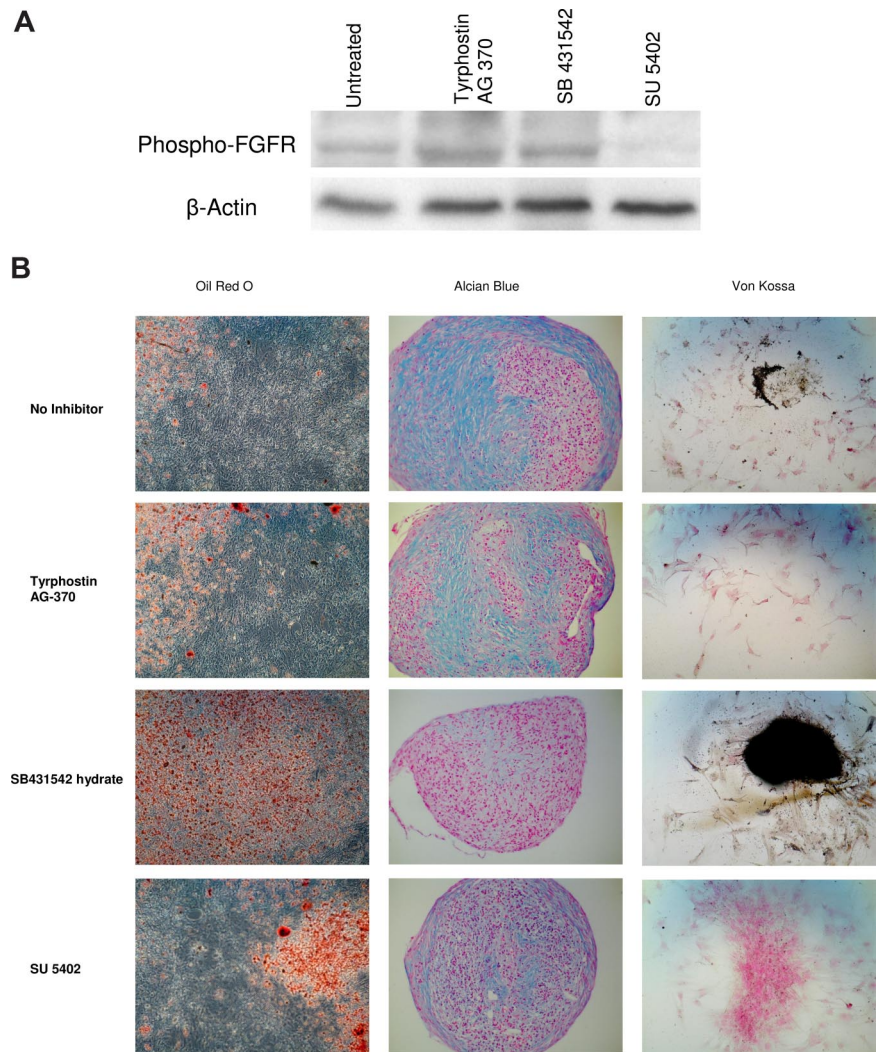 A
Untreated
Tyrphostin
AG 370
SB 431542
SU 5402
Phospho-FGFR
β-Actin
B
Oil Red O
Alcian Blue
Von Kossa
No Inhibitor
Tyrphostin
AG-370
SB431542 hydrate
SU 5402